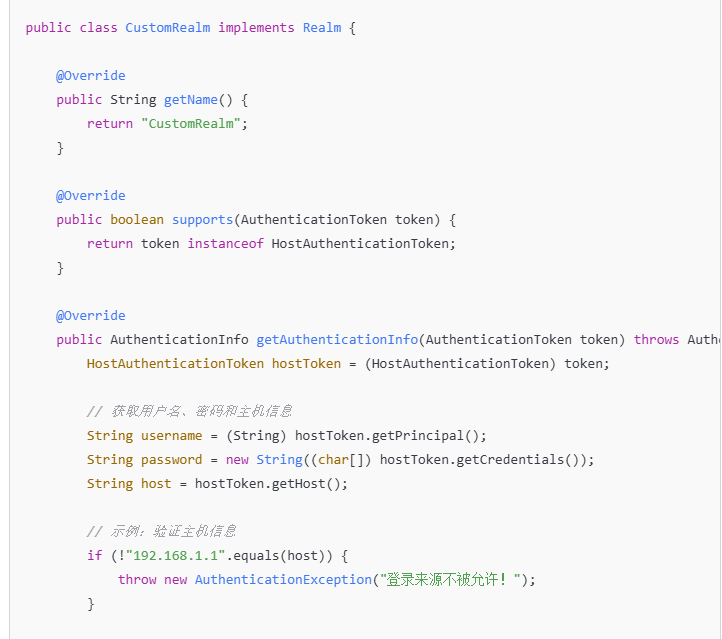 public class CustomRealm implements Realm {
@Override
public String getName() {
return "CustomRealm";
}
@Override
public boolean supports(AuthenticationToken token) {
return token instanceof HostAuthenticationToken;
}
@Override
public AuthenticationInfo getAuthenticationInfo(AuthenticationToken token) throws Authe
HostAuthenticationToken hostToken = (HostAuthenticationToken) token;
// 获取用户名、密码和主机信息
String username = (String) hostToken.getPrincipal();
String password = new String((char[]) hostToken.getCredentials());
String host = hostToken.getHost();
// 示例：验证主机信息
if (!"192.168.1.1".equals(host)) {
throw new AuthenticationException("登录来源不被允许！");
}